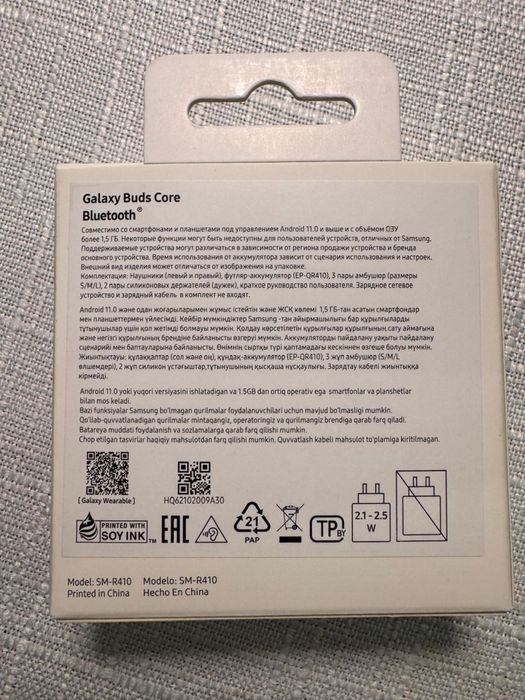 Galaxy Buds Core
Bluetooth®
Совместимо со смартфонами и планшетами под управлением Android 11.0 и выше и с объёмом ОЗУ
более 1,5 ГБ. Некоторые функции могут быть недоступны для пользователей устройств, отличных от Samsung.
Поддерживаемые устройства могут различаться в зависимости от региона продажи устройства и бренда
основного устройства. Время использования от аккумулятора зависит от сценария использования и настроек.
Внешний вид изделия может отличаться от изображения на упаковке.
Комплектация: Наушники (левый и правый), футляр-аккумулятор (EP-QR410), 3 пары амбушюр (размеры
S/M/L), 2 пары силиконовых держателей (дужек), краткое руководство пользователя. Зарядное сетевое
устройство и зарядный кабель в комплект не входят.
Android 11.0 және одан жоғарыларымен жұмыс істейтін және ЖСҚ көлемі 1,5 ГБ-тан асатын смартфондар
мен планшеттермен үйлесімді. Кейбір мүмкіндіктер Samsung -тан айырмашылығы бар құрылғыларды
тұтынушылар үшін қол жетімді болмауы мүмкін. Қолдау көрсетілетін құрылғылар құрылғының сату аймағына
және негізгі құрылғының брендіне байланысты өзгеруі мүмкін. Аккумулятордың пайдалану уақыты пайдалану
сценарийі мен баптауларына байланысты. Өнімнің сыртқы түрі қаптамадағы кескіннен өзгеше болуы мүмкін.
Жиынтықтауы: құлаққаптар (сол және оң), құндақ-аккумулятор (EP-QR410), 3 жұп амбушюр (S/M/L
өлшемдері), 2 жұп силикон ұстағыштар,тұтынушының қысқаша нұсқаулығы. Зарядтау кабелі жиынтыққа
кірмейді.
Android 11.0 yoki yuqori versiyasini ishlatadigan va 1.5GB dan ortiq operativ ega smartfonlar va planshetlar
bilan mos keladi.
Bazi funksiyalar Samsung bo'lmagan qurilmalar foydalanuvchilari uchun mavjud bo'lmasligi mumkin.
Qo'llab-quvvatlanadigan qurilmalar mintaqangiz, operatoringiz va qurilmangizning brendiga qarab farq qiladi.
Batareya muddati foydalanish va sozlamalarga qarab farq qilishi mumkin.
Chop etilgan tasvirlar haqiqiy mahsulotdan farq qilishi mumkin. Quvvatlash kabeli mahsulot to'plamiga kiritilmagan.
[ Galaxy Wearable ]
HQ62102009A30
PRINTED WITH
SOY INK™
EAC
21
PAP
TP
BY
2.1 - 2.5
W
Model: SM-R410 Modelo: SM-R410
Printed in China Hecho En China